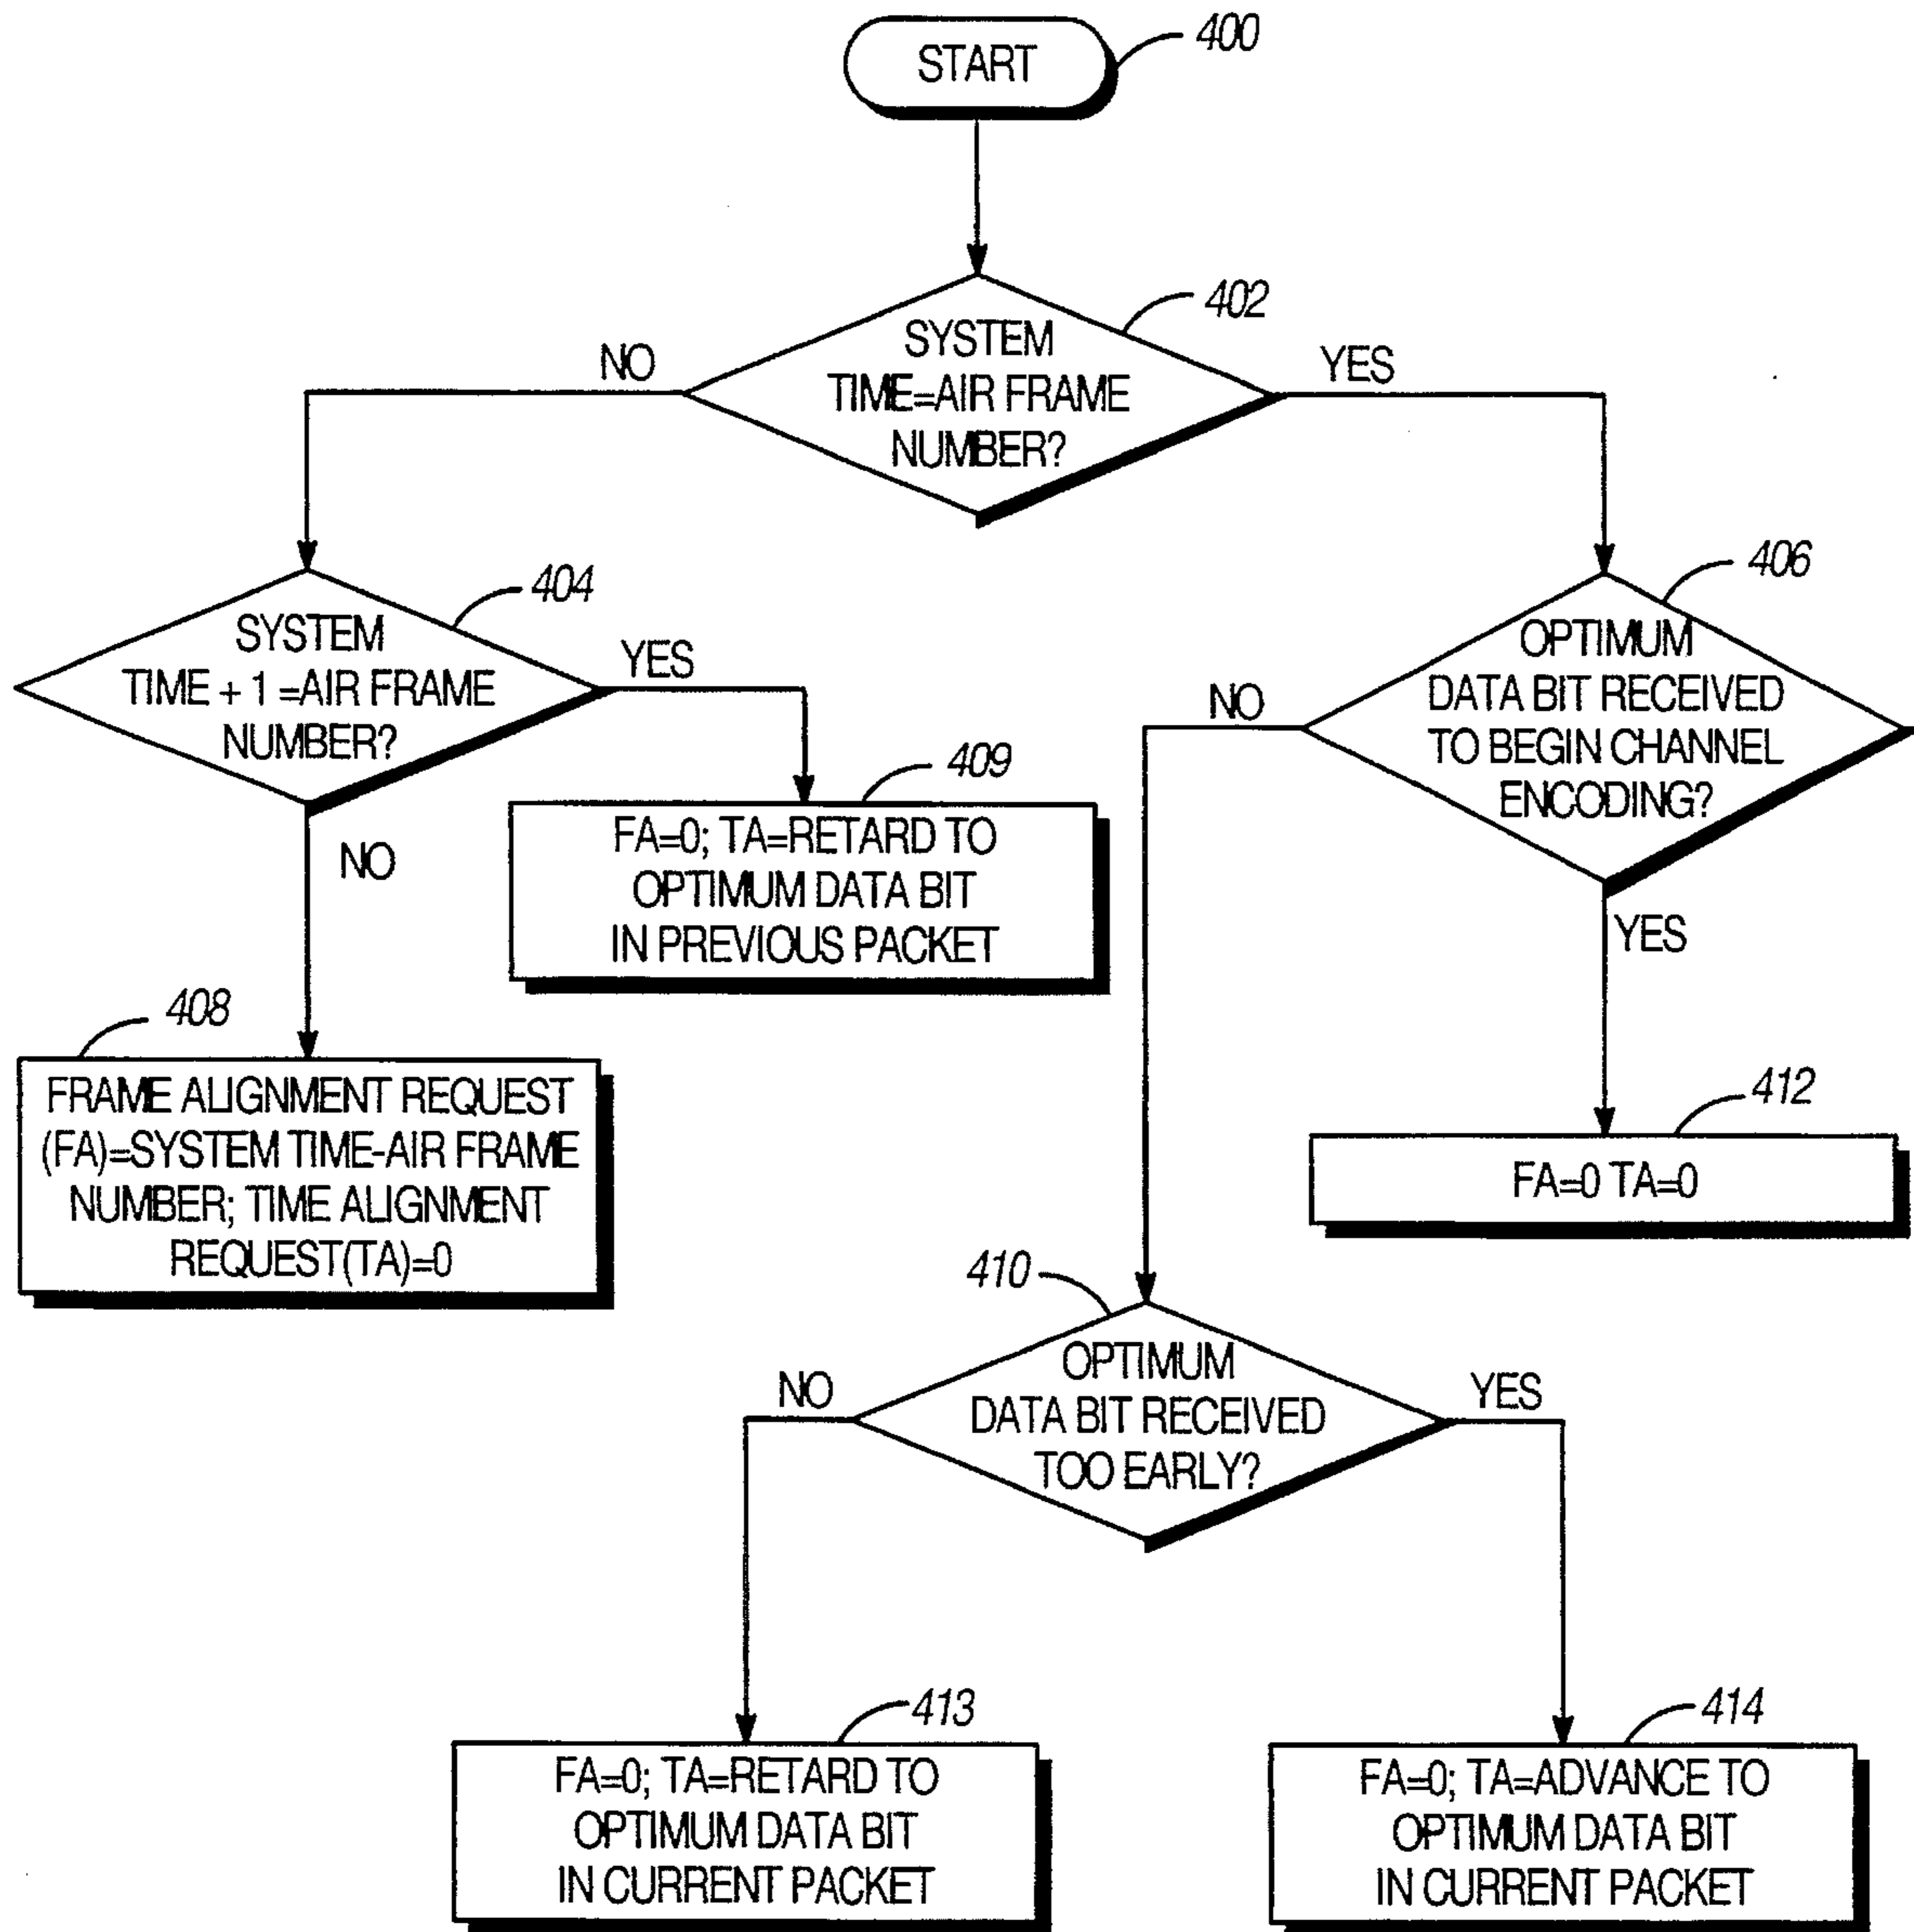 START
400
402
SYSTEM
TIME=AIR FRAME
NUMBER?
NO
YES
404
SYSTEM
TIME + 1 =AIR FRAME
NUMBER?
YES
NO
406
OPTIMUM
DATA BIT RECEIVED
TO BEGIN CHANNEL
ENCODING?
NO
YES
409
FA=0; TA=RETARD TO
OPTIMUM DATA BIT
IN PREVIOUS PACKET
408
FRAME ALIGNMENT REQUEST
(FA)=SYSTEM TIME-AIR FRAME
NUMBER; TIME ALIGNMENT
REQUEST(TA)=0
412
FA=0 TA=0
410
OPTIMUM
DATA BIT RECEIVED
TOO EARLY?
NO
YES
413
FA=0; TA=RETARD TO
OPTIMUM DATA BIT
IN CURRENT PACKET
414
FA=0; TA=ADVANCE TO
OPTIMUM DATA BIT
IN CURRENT PACKET